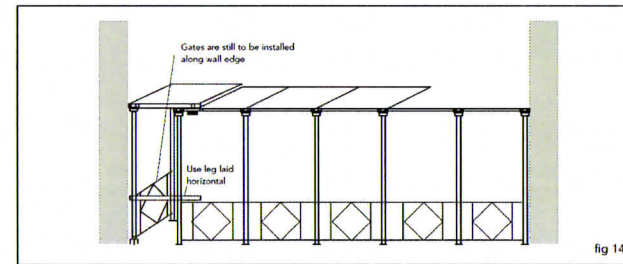 Gates are still to be installed
along wall edge
Use leg laid
horizontal
fig 14